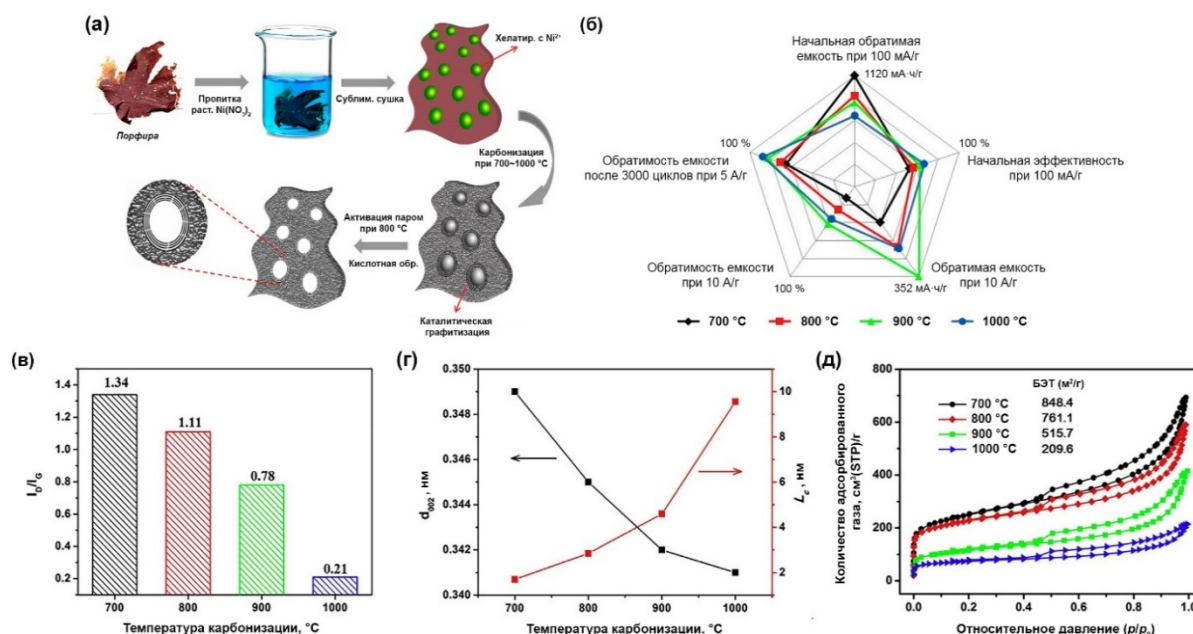 (а)
Порфира
Пропитка
раст. Ni(NO3)2
Сублим. сушка
Хелатир. с Ni2+
Карбонизация
при 700~1000 °C
Активация паром
при 800 °C
Кислотная обр.
Каталитическая
графитизация
(б)
Начальная обратимая
емкость при 100 мА/г
1120 мА·ч/г
100 %
Начальная эффективность
при 100 мА/г
Обратимая емкость
при 10 А/г
352 мА·ч/г
Обратимость емкости
при 10 А/г
100 %
100 %
Обратимость емкости
после 3000 циклов при 5 А/г
700 °C
800 °C
900 °C
1000 °C
(в)
ID/IG
1.4
1.2
1.0
0.8
0.6
0.4
0.2
1.34
1.11
0.78
0.21
700
800
900
1000
Температура карбонизации, °C
(г)
d002, нм
0.350
0.348
0.346
0.344
0.342
0.340
Lc, нм
10
8
6
4
2
700
800
900
1000
Температура карбонизации, °C
(д)
Количество адсорбированного
газа, см3(STP)/г
800
600
400
200
0
БЭТ (м2/г)
700 °C 848.4
800 °C 761.1
900 °C 515.7
1000 °C 209.6
0.0
0.2
0.4
0.6
0.8
1.0
Относительное давление